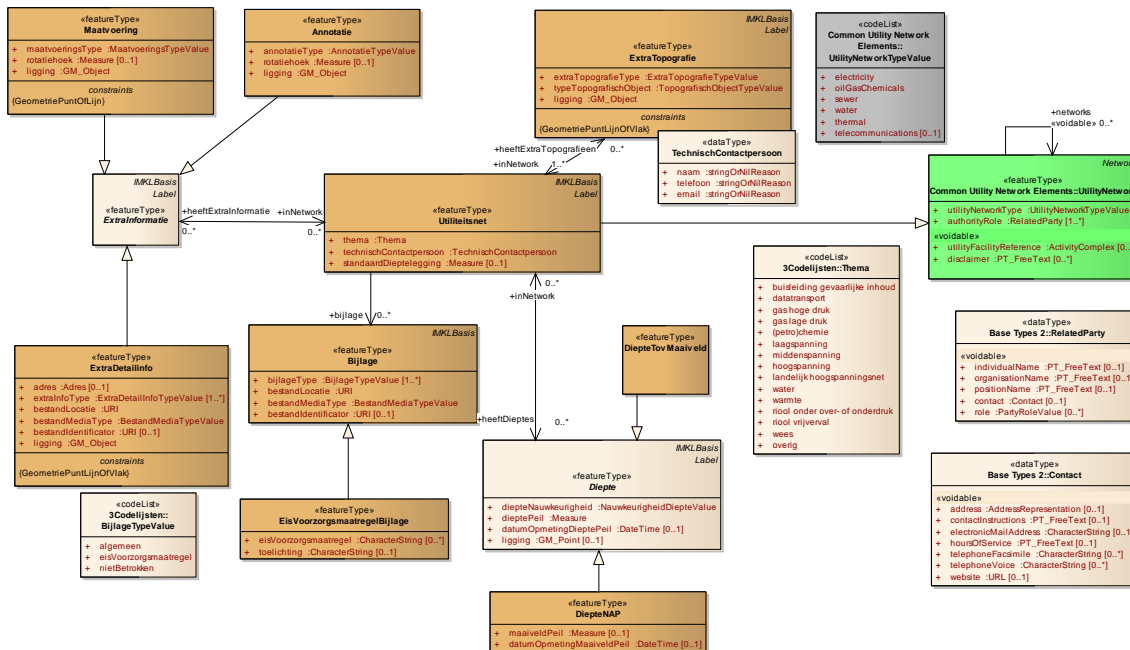 «featureType»
Maatvoering
+ maatvoeringsType :MaatvoeringsTypeValue
+ rotatiehoek :Measure [0..1]
+ ligging :GM_Object
constraints
{GeometriePuntOfLijn}
«featureType»
Annotatie
+ annotatieType :AnnotatieTypeValue
+ rotatiehoek :Measure [0..1]
+ ligging :GM_Object
IMKLBasis
Label
«featureType»
ExtraTopografie
+ extraTopografieType :ExtraTopografieTypeValue
+ typeTopografischObject :TopografischObjectTypeValue
+ ligging :GM_Object
constraints
{GeometriePuntLijnOfVlak}
«codeList»
Common Utility Network
Elements::
UtilityNetworkTypeValue
+ electricity
+ oilGasChemicals
+ sewer
+ water
+ thermal
+ telecommunications [0..1]
+networks
«voidable» 0..*
+heeftExtraTopografieen 0..*
+inNetwork 1..*
«dataType»
TechnischContactpersoon
+ naam :stringOrNilReason
+ telefoon :stringOrNilReason
+ email :stringOrNilReason
IMKLBasis
Label
«featureType»
ExtraInformatie
+heeftExtraInformatie +inNetwork
0..* 0..*
IMKLBasis
Label
«featureType»
Utiliteitsnet
+ thema :Thema
+ technischContactpersoon :TechnischContactpersoon
+ standaardDieptelegging :Measure [0..1]
Network
«featureType»
Common Utility Network Elements::UtilityNetwork
+ utilityNetworkType :UtilityNetworkTypeValue
+ authorityRole :RelatedParty [1..*]
«voidable»
+ utilityFacilityReference :ActivityComplex [0..
+ disclaimer :PT_FreeText [0..*]
0..*
+inNetwork
+bijlage 0..*
«codeList»
3Codelijsten::Thema
+ buisleiding gevaarlijke inhoud
+ datatransport
+ gas hoge druk
+ gas lage druk
+ (petro)chemie
+ laagspanning
+ middenspanning
+ hoogspanning
+ landelijk hoogspanningsnet
+ water
+ warmte
+ riool onder over- of onderdruk
+ riool vrijverval
+ wees
+ overig
«dataType»
Base Types 2::RelatedParty
«voidable»
+ individualName :PT_FreeText [0..1]
+ organisationName :PT_FreeText [0..1]
+ positionName :PT_FreeText [0..1]
+ contact :Contact [0..1]
+ role :PartyRoleValue [0..*]
«featureType»
ExtraDetailInfo
+ adres :Adres [0..1]
+ extraInfoType :ExtraDetailInfoTypeValue [1..*]
+ bestandLocatie :URI
+ bestandMediaType :BestandMediaTypeValue
+ bestandIdentificator :URI [0..1]
+ ligging :GM_Object
constraints
{GeometriePuntLijnOfVlak}
IMKLBasis
«featureType»
Bijlage
+ bijlageType :BijlageTypeValue [1..*]
+ bestandLocatie :URI
+ bestandMediaType :BestandMediaTypeValue
+ bestandIdentificator :URI [0..1]
«featureType»
DiepteTovMaaiveld
+heeftDieptes 0..*
IMKLBasis
Label
«featureType»
Diepte
+ diepteNauwkeurigheid :NauwkeurigheidDiepteValue
+ dieptePeil :Measure
+ datumOpmetingDieptePeil :DateTime [0..1]
+ ligging :GM_Point [0..1]
«dataType»
Base Types 2::Contact
«voidable»
+ address :AddressRepresentation [0..1]
+ contactInstructions :PT_FreeText [0..1]
+ electronicMailAddress :CharacterString [0..1]
+ hoursOfService :PT_FreeText [0..1]
+ telephoneFacsimile :CharacterString [0..*]
+ telephoneVoice :CharacterString [0..*]
+ website :URL [0..1]
«codeList»
3Codelijsten::
BijlageTypeValue
+ algemeen
+ eisVoorzorgsmaatregel
+ nietBetrokken
«featureType»
EisVoorzorgsmaatregelBijlage
+ eisVoorzorgsmaatregel :CharacterString [0..*]
+ toelichting :CharacterString [0..1]
«featureType»
DiepteNAP
+ maaiveldPeil :Measure [0..1]
+ datumOpmetingMaaiveldPeil :DateTime [0..1]